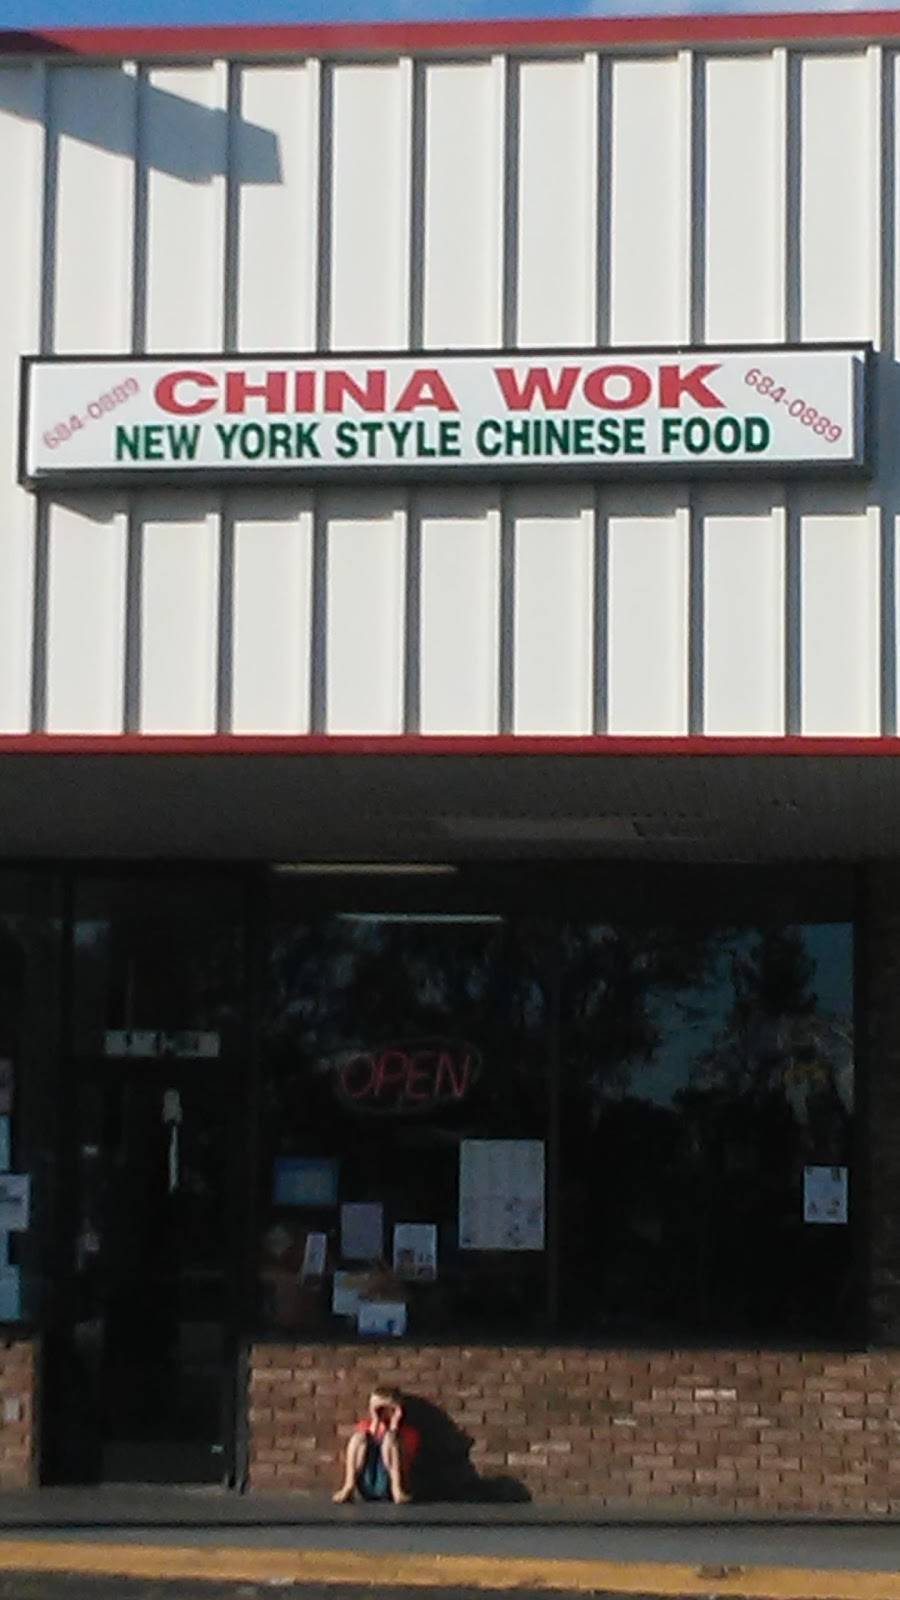 684-0889
CHINA WOK
684-0889
NEW YORK STYLE CHINESE FOOD
OPEN